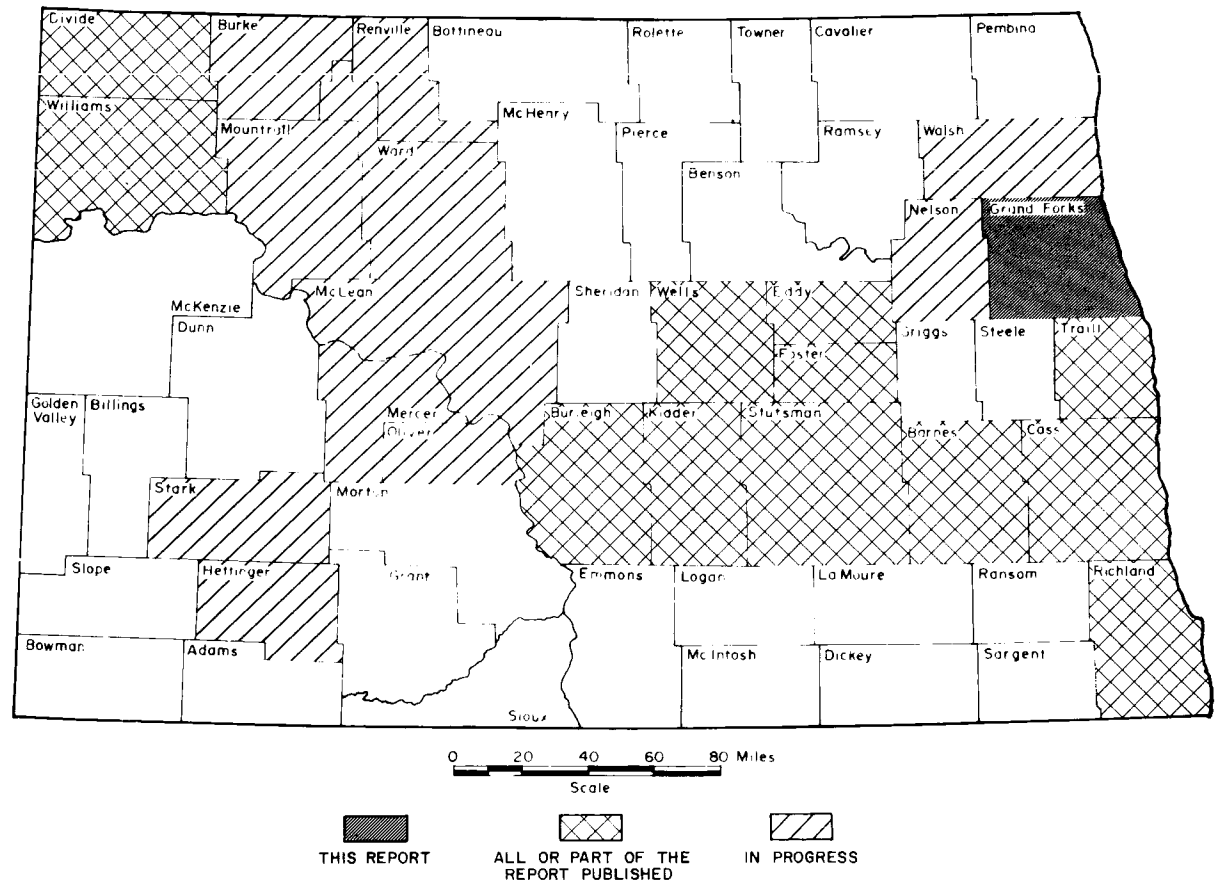 Divide
Burke
Renville
Bottineau
Rolette
Towner
Cavalier
Pembina
Williams
Mountrail
Ward
McHenry
Pierce
Benson
Ramsey
Walsh
Nelson
Grand Forks
McKenzie
Dunn
McLean
Sheridan
Wells
Eddy
Foster
Griggs
Steele
Traill
Golden
Valley
Billings
Mercer
Oliver
Burleigh
Kidder
Stutsman
Barnes
Cass
Stark
Morton
Slope
Hettinger
Grant
Emmons
Logan
LaMoure
Ransom
Richland
Bowman
Adams
Sioux
McIntosh
Dickey
Sargent
0 20 40 60 80 Miles
Scale
THIS REPORT
ALL OR PART OF THE
REPORT PUBLISHED
IN PROGRESS